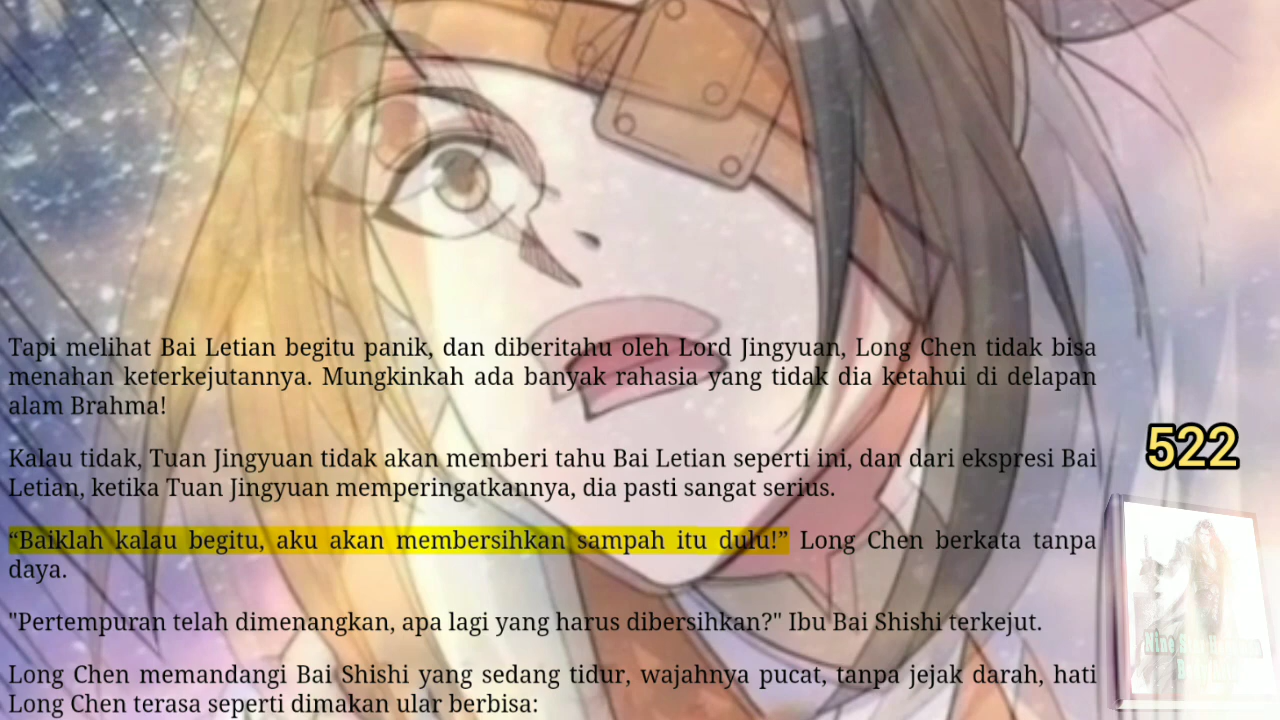 Tapi melihat Bai Letian begitu panik, dan diberitahu oleh Lord Jingyuan, Long Chen tidak bisa
menahan keterkejutannya. Mungkinkah ada banyak rahasia yang tidak dia ketahui di delapan
alam Brahma!
Kalau tidak, Tuan Jingyuan tidak akan memberi tahu Bai Letian seperti ini, dan dari ekspresi Bai
Letian, ketika Tuan Jingyuan memperingatkannya, dia pasti sangat serius.
“Baiklah kalau begitu, aku akan membersihkan sampah itu dulu!” Long Chen berkata tanpa
daya.
"Pertempuran telah dimenangkan, apa lagi yang harus dibersihkan?" Ibu Bai Shishi terkejut.
Long Chen memandangi Bai Shishi yang sedang tidur, wajahnya pucat, tanpa jejak darah, hati
Long Chen terasa seperti dimakan ular berbisa:
522
Nine Star